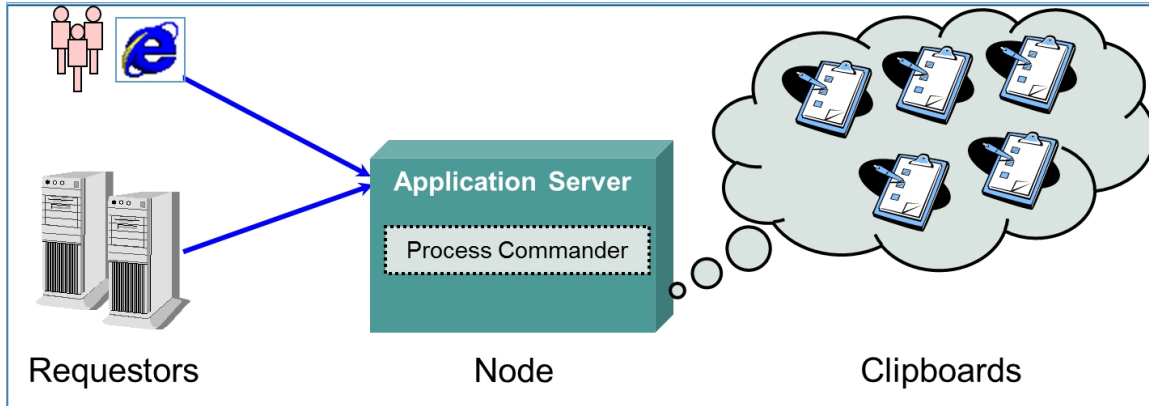 Application Server
Process Commander
Requestors
Node
Clipboards